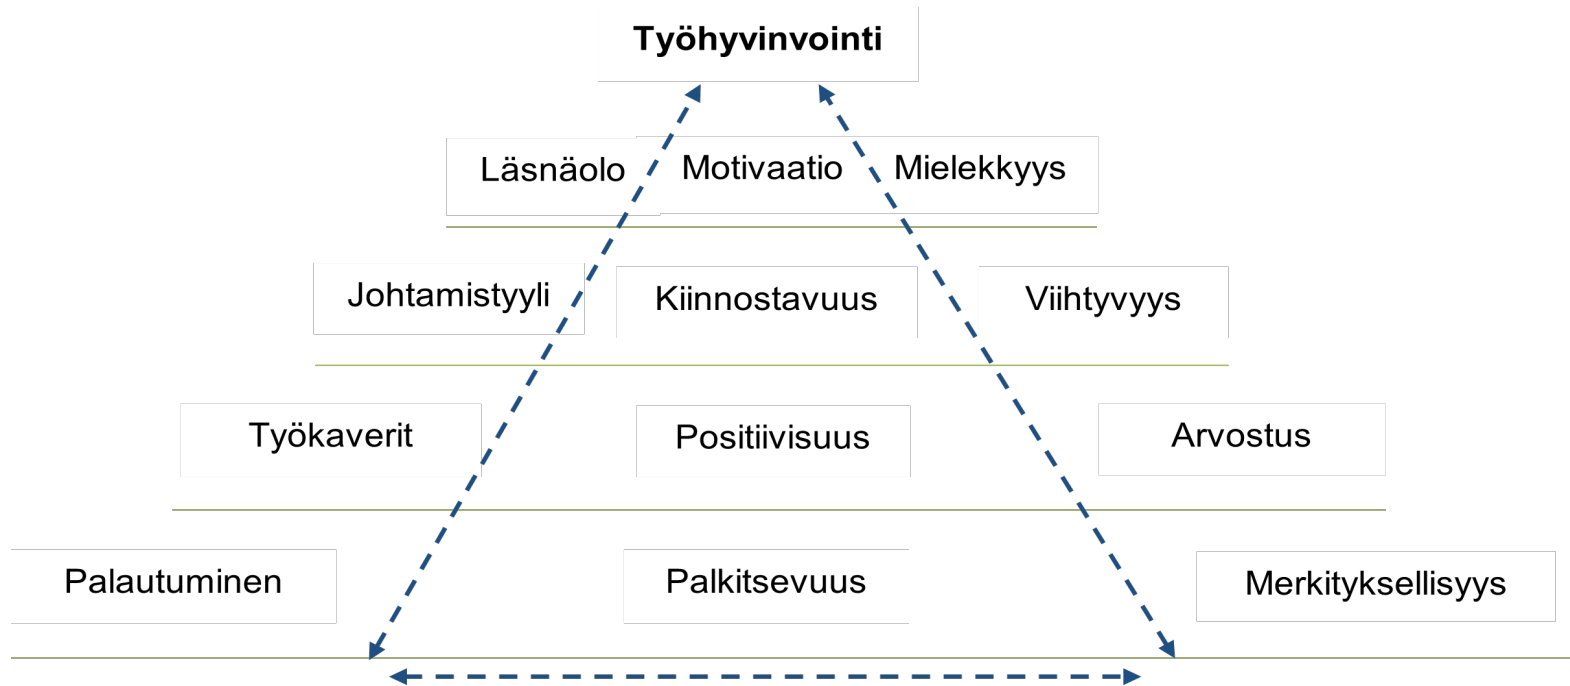 Työhyvinvointi
Läsnäolo Motivaatio Mielekkyys
Johtamistyyli Kiinnostavuus Viihtyvyys
Työkaverit Positiivisuus Arvostus
Palautuminen Palkitsevuus Merkityksellisyys